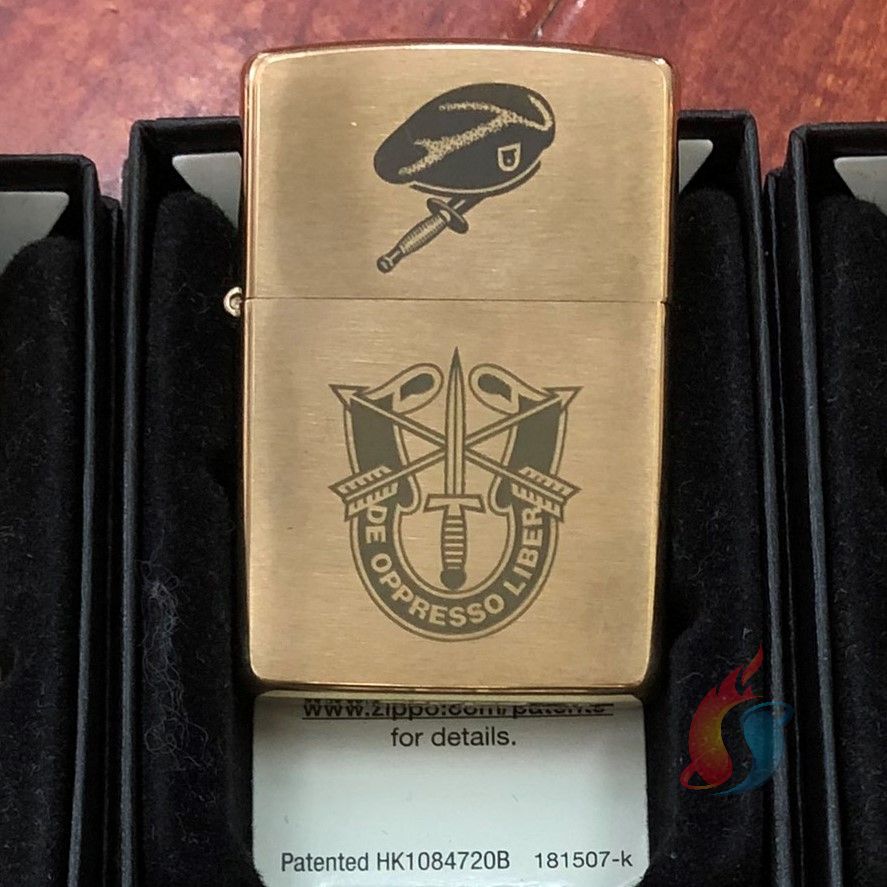 DE OPPRESSO LIBER
www.zippo.com/patents
for details.
Patented HK1084720B 181507-k